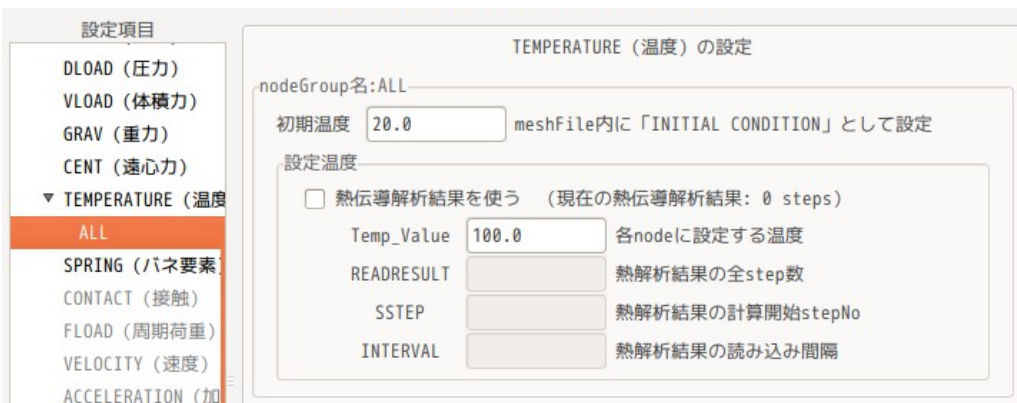 設定項目
DLOAD (圧力)
VLOAD (体積力)
GRAV (重力)
CENT (遠心力)
▼ TEMPERATURE (温度
ALL
SPRING (バネ要素)
CONTACT (接触)
FLOAD (周期荷重)
VELOCITY (速度)
ACCELERATION (加
TEMPERATURE (温度) の設定
nodeGroup名:ALL
初期温度 20.0 meshFile内に「INITIAL CONDITION」として設定
設定温度
熱伝導解析結果を使う (現在の熱伝導解析結果: 0 steps)
Temp_Value 100.0 各nodeに設定する温度
READRESULT 熱解析結果の全step数
SSTEP 熱解析結果の計算開始stepNo
INTERVAL 熱解析結果の読み込み間隔